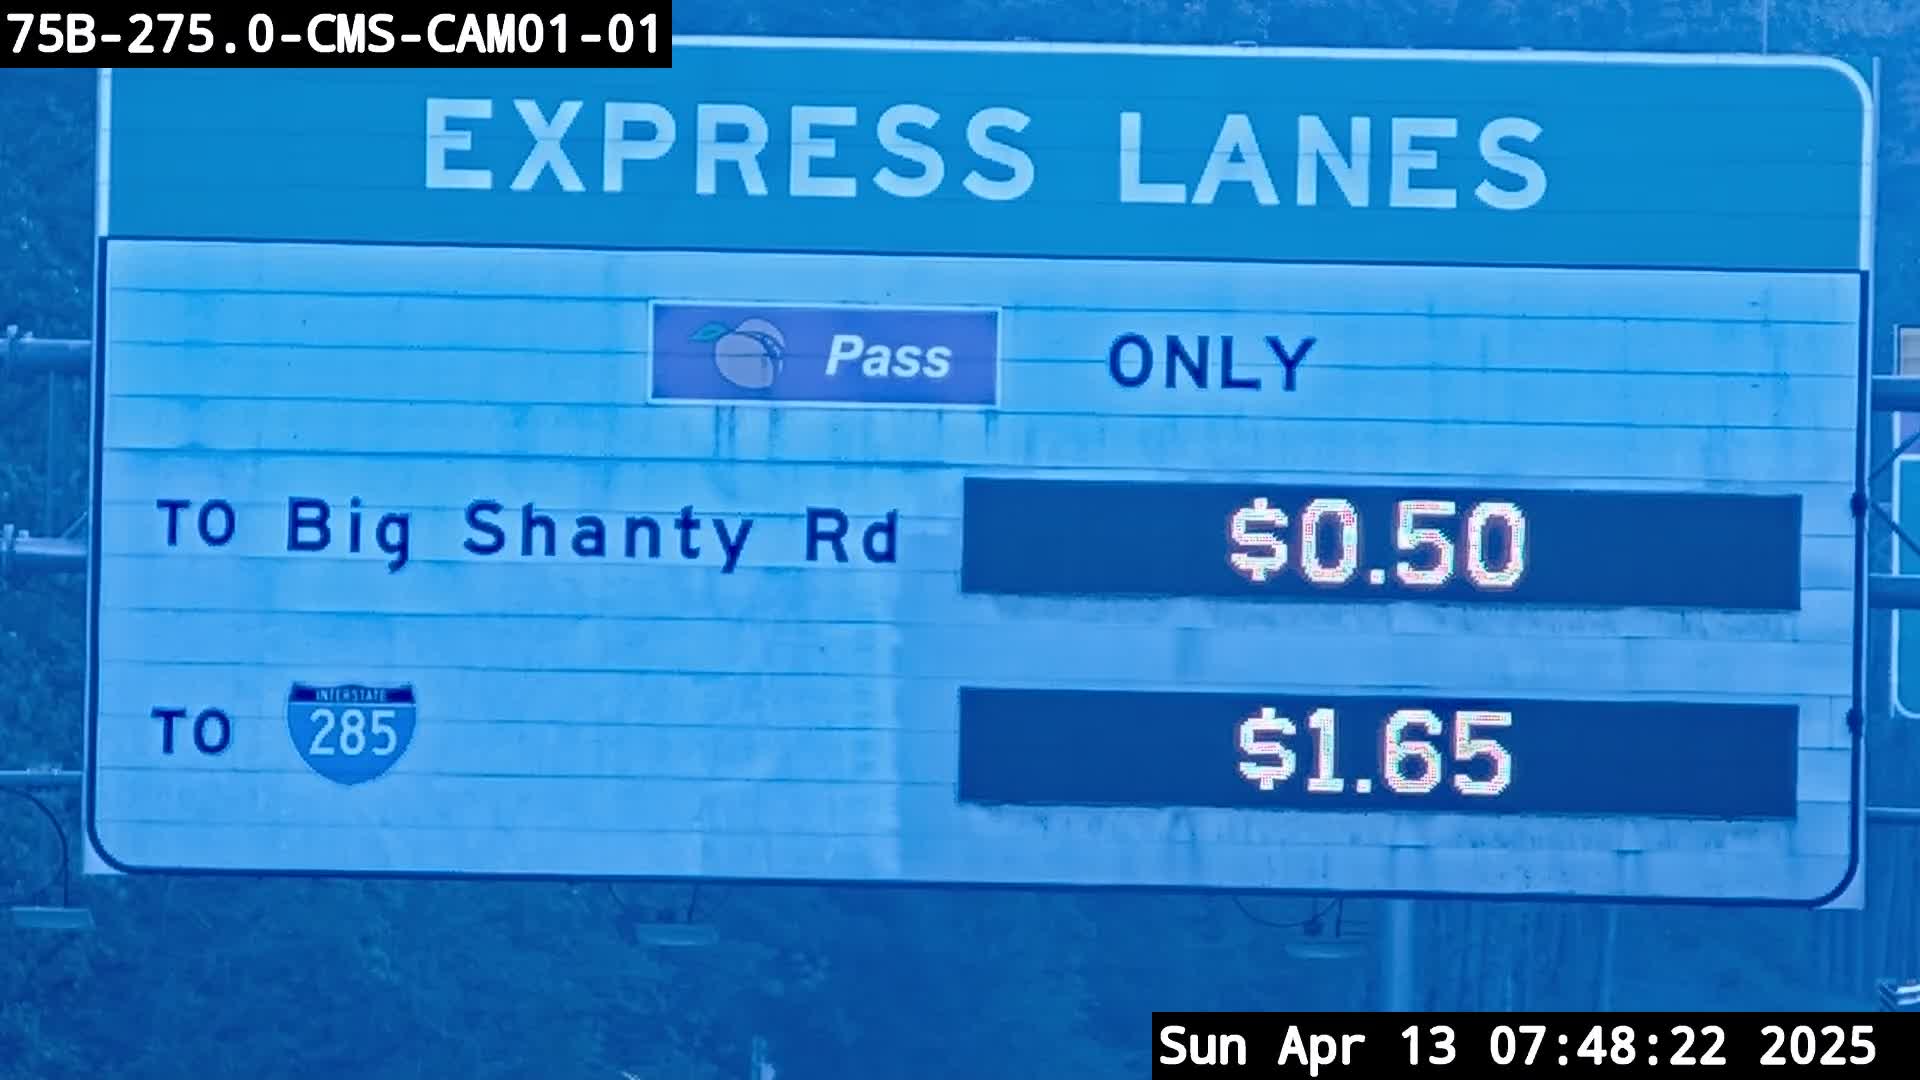 75B-275.0-CMS-CAM01-01
EXPRESS LANES
Pass ONLY
TO Big Shanty Rd $0.50
INTERSTATE
TO 285 $1.65
Sun Apr 13 07:48:22 2025